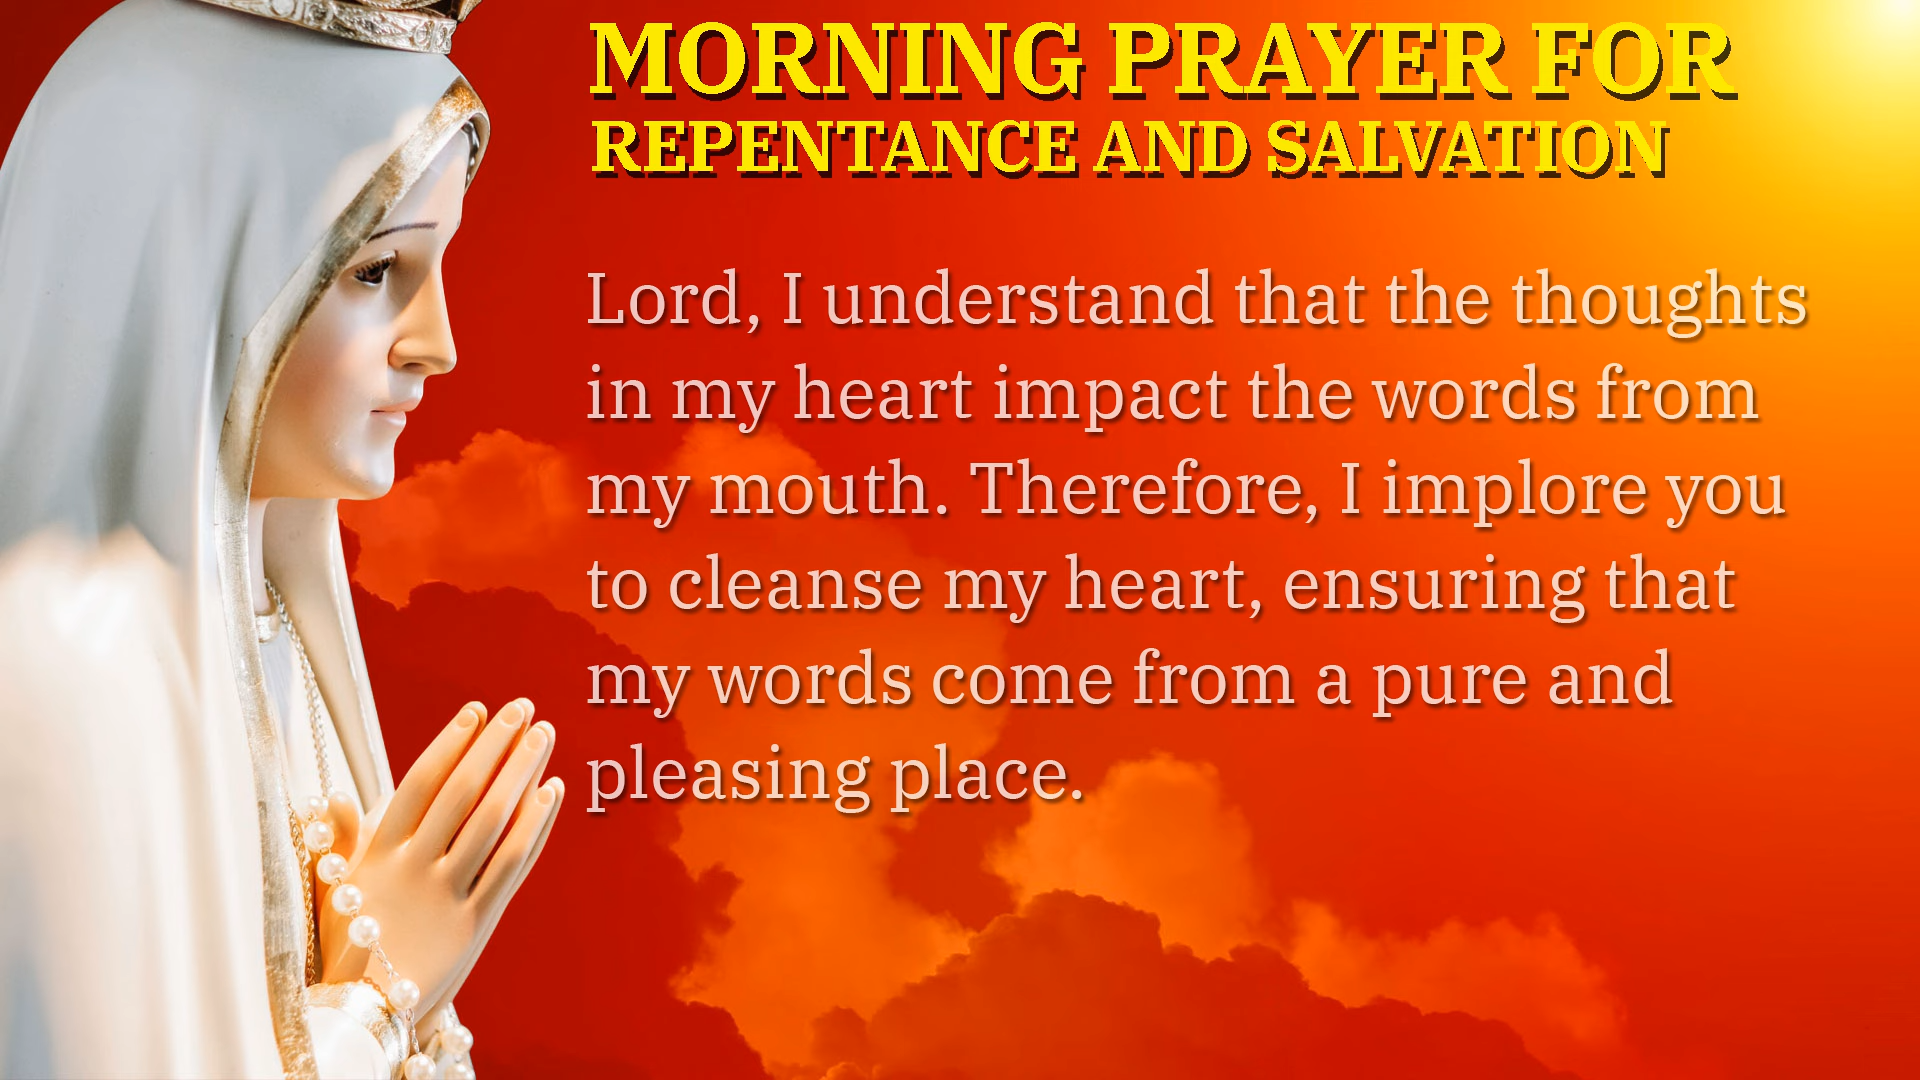 MORNING PRAYER FOR
REPENTANCE AND SALVATION
Lord, I understand that the thoughts
in my heart impact the words from
my mouth. Therefore, I implore you
to cleanse my heart, ensuring that
my words come from a pure and
pleasing place.